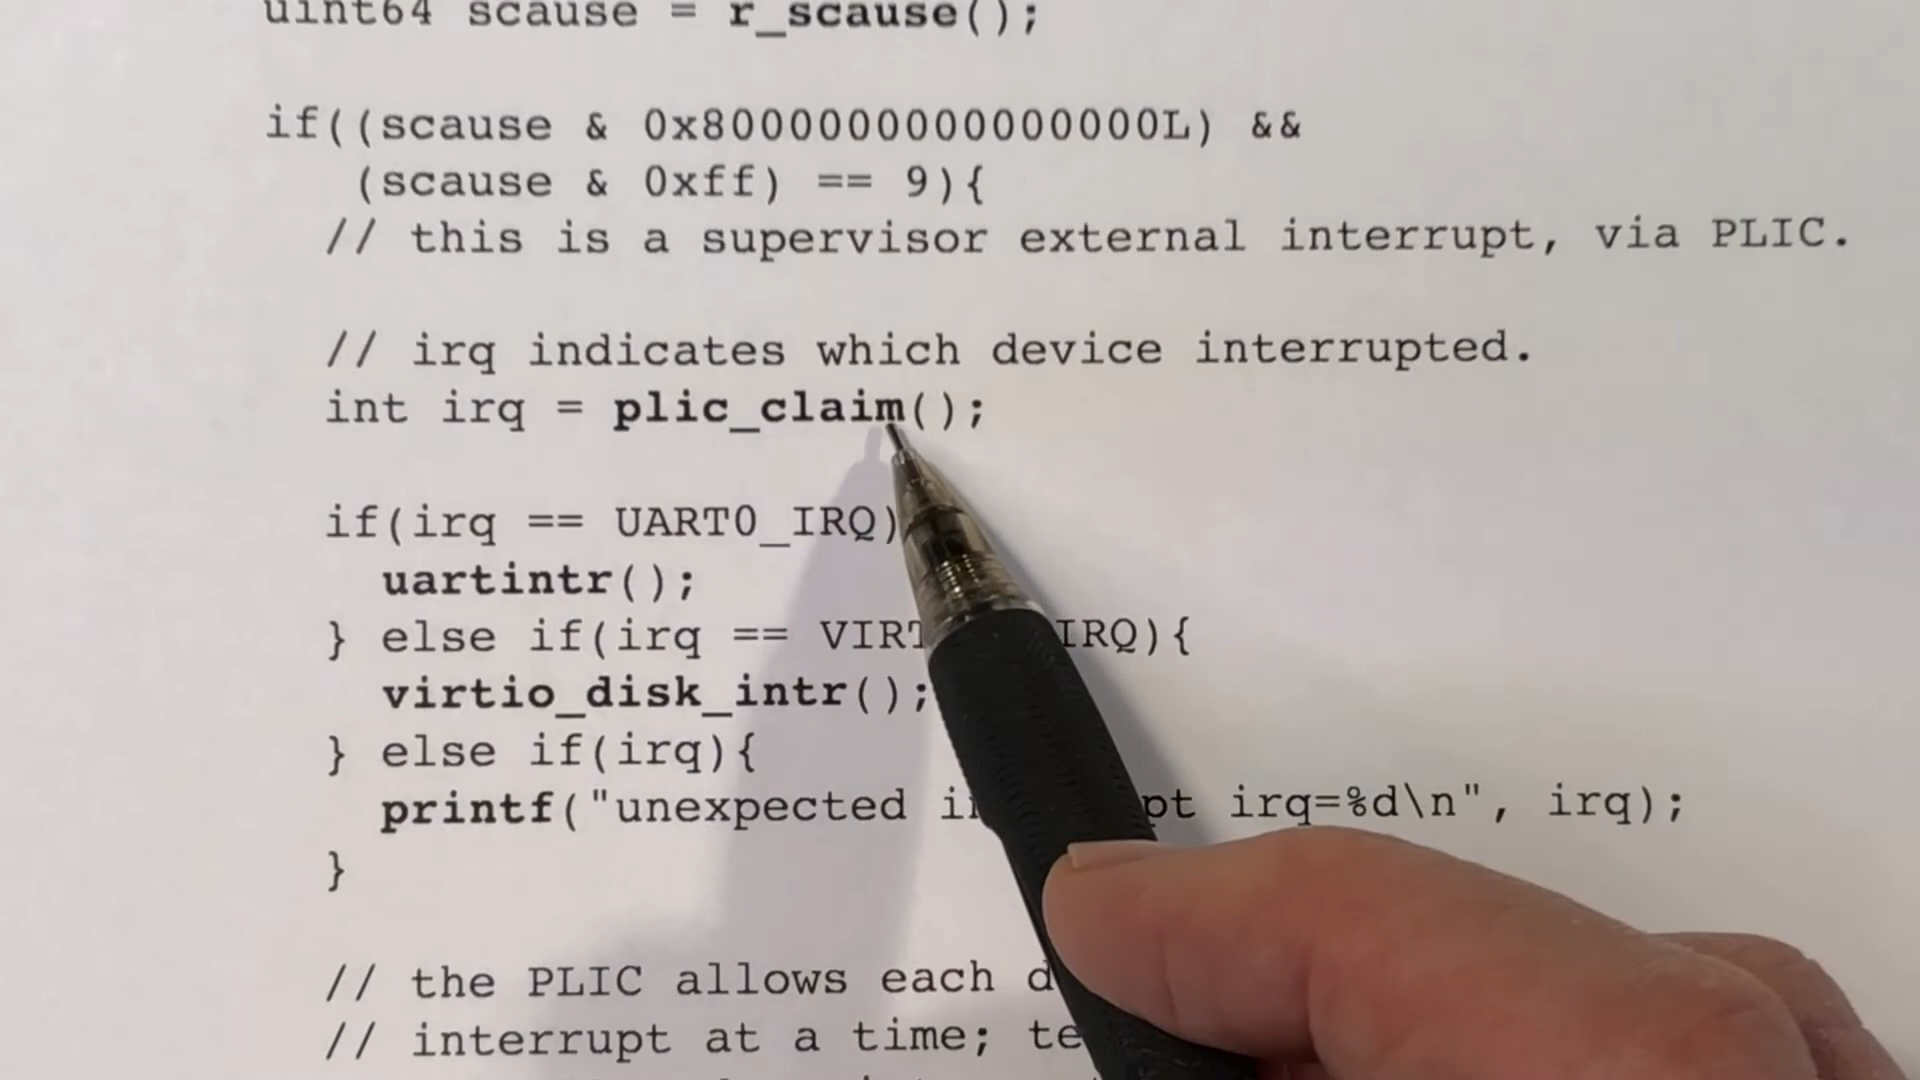 uint64 scause = r_scause();
if((scause & 0x8000000000000000L) &&
(scause & 0xff) == 9){
// this is a supervisor external interrupt, via PLIC.
// irq indicates which device interrupted.
int irq = plic_claim();
if(irq == UART0_IRQ)
uartintr();
} else if(irq == VIRT IRQ){
virtio_disk_intr();
} else if(irq){
printf("unexpected pt irq=%d\n", irq);
}
// the PLIC allows each
// interrupt at a time;